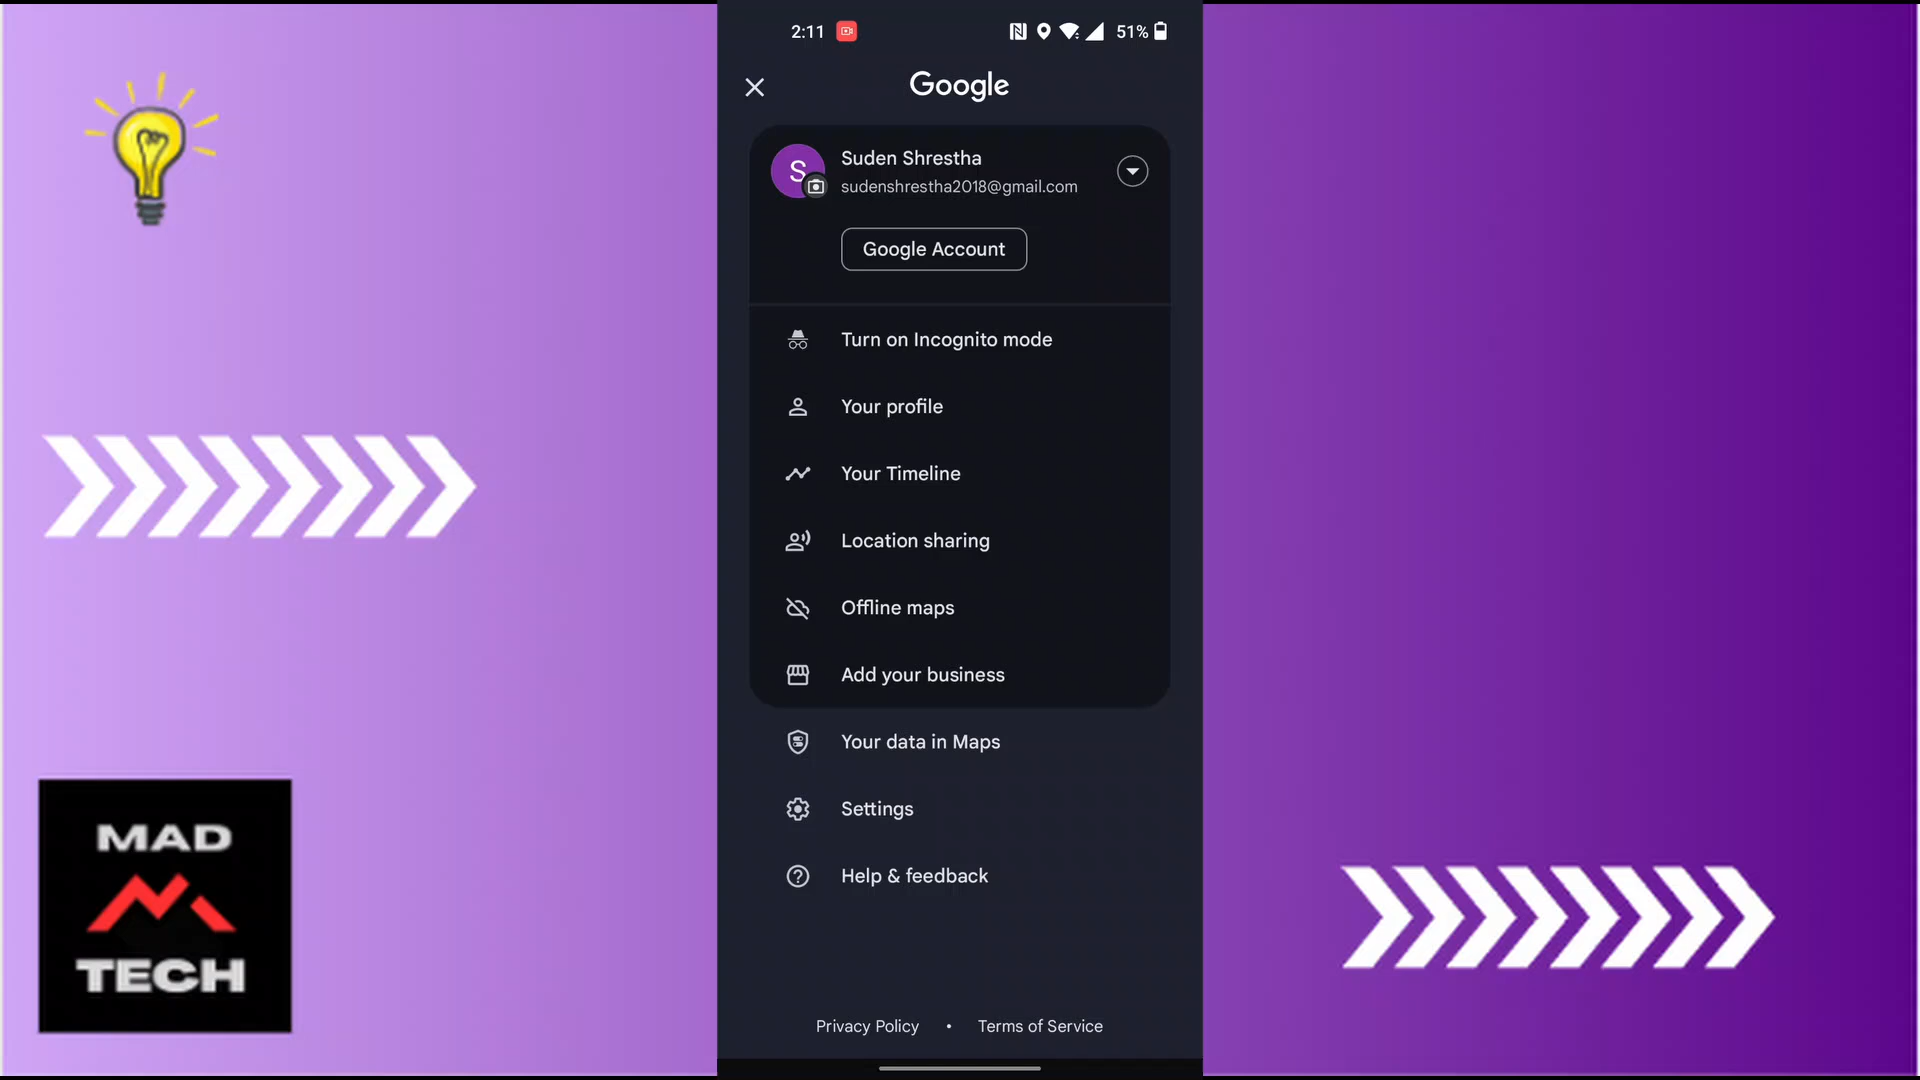 2:11
51%
Google
S
Suden Shrestha
sudenshrestha2018@gmail.com
Google Account
Turn on Incognito mode
Your profile
Your Timeline
Location sharing
Offline maps
Add your business
Your data in Maps
Settings
Help & feedback
Privacy Policy • Terms of Service
MAD
TECH